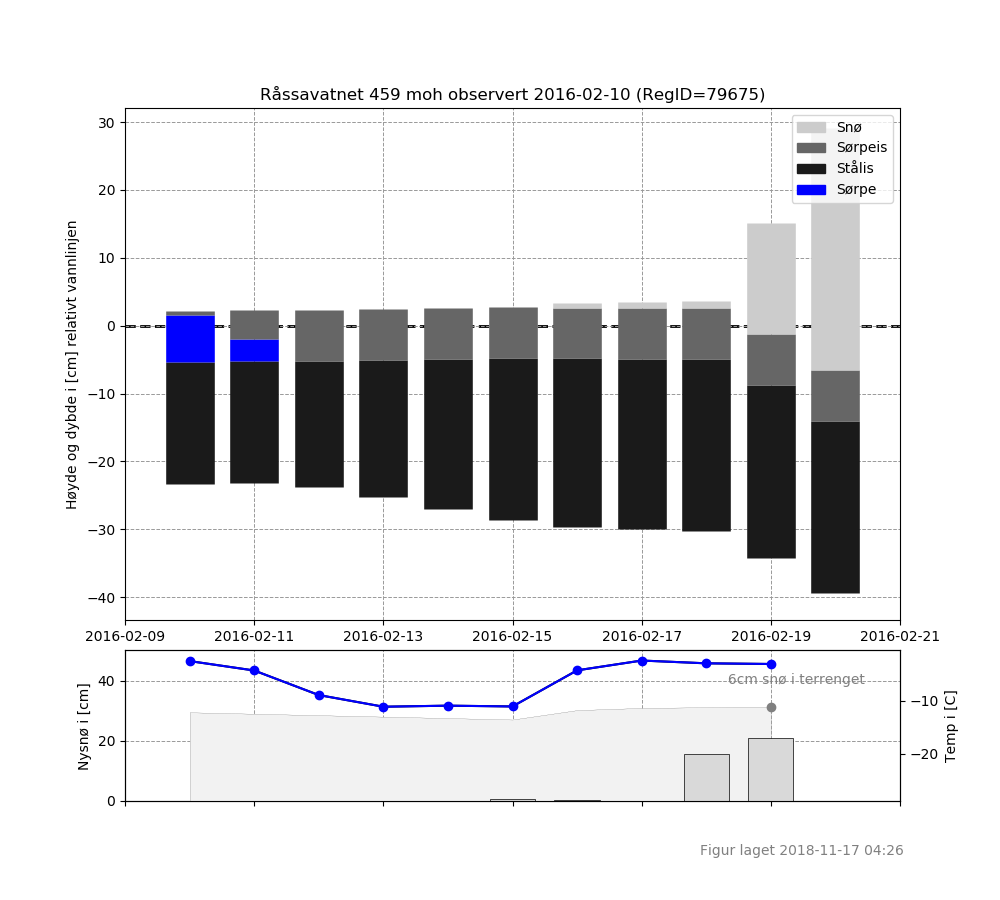 Råssavatnet 459 moh observert 2016-02-10 (RegID=79675)
Høyde og dybde i [cm] relativt vannlinjen
30
20
10
0
−10
−20
−30
−40
Snø
Sørpeis
Stålis
Sørpe
2016-02-09 2016-02-11 2016-02-13 2016-02-15 2016-02-17 2016-02-19 2016-02-21
Nysnø i [cm]
40
20
0
6cm snø i terrenget
−10
−20
Temp i [C]
Figur laget 2018-11-17 04:26